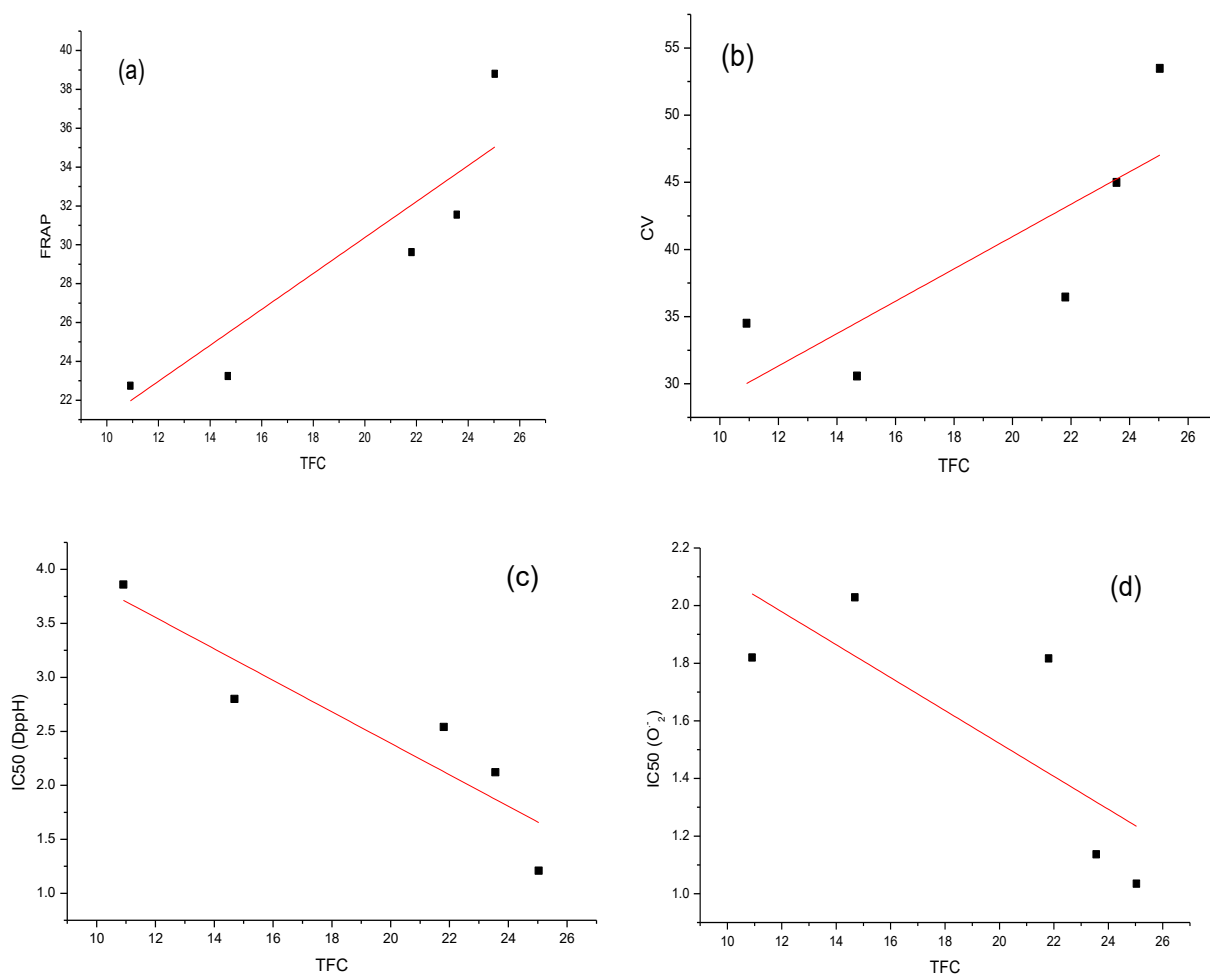 (a)
40
38
36
34
32
30
28
26
24
22
FRAP
10 12 14 16 18 20 22 24 26
TFC
(b)
55
50
45
40
35
30
CV
10 12 14 16 18 20 22 24 26
TFC
(c)
4.0
3.5
3.0
2.5
2.0
1.5
1.0
IC50 (DppH)
10 12 14 16 18 20 22 24 26
TFC
(d)
2.2
2.0
1.8
1.6
1.4
1.2
1.0
IC50 (O·⁻₂)
10 12 14 16 18 20 22 24 26
TFC